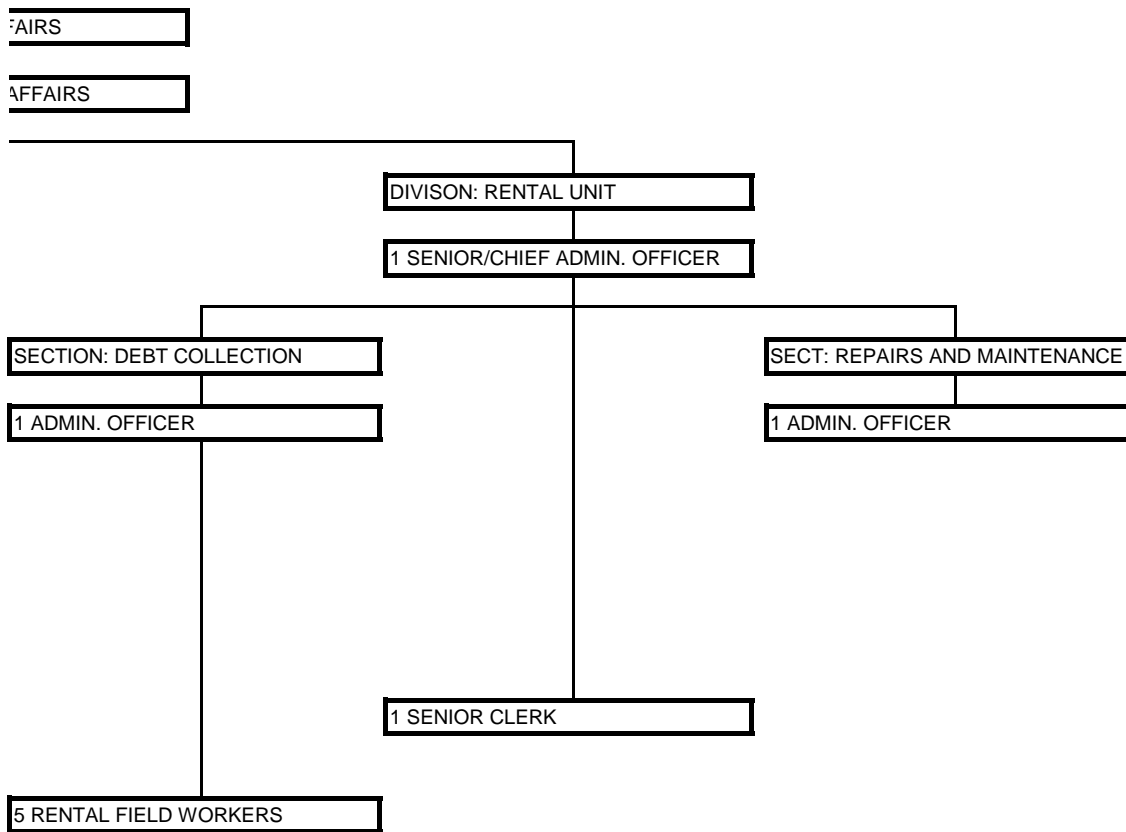 AFFAIRS
DIVISON: RENTAL UNIT
1 SENIOR/CHIEF ADMIN. OFFICER
SECTION: DEBT COLLECTION
SECT: REPAIRS AND MAINTENANCE
1 ADMIN. OFFICER
1 ADMIN. OFFICER
1 SENIOR CLERK
5 RENTAL FIELD WORKERS